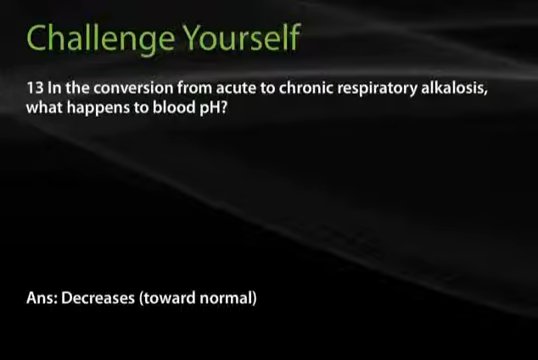 Challenge Yourself
13 In the conversion from acute to chronic respiratory alkalosis,
what happens to blood pH?
Ans: Decreases (toward normal)